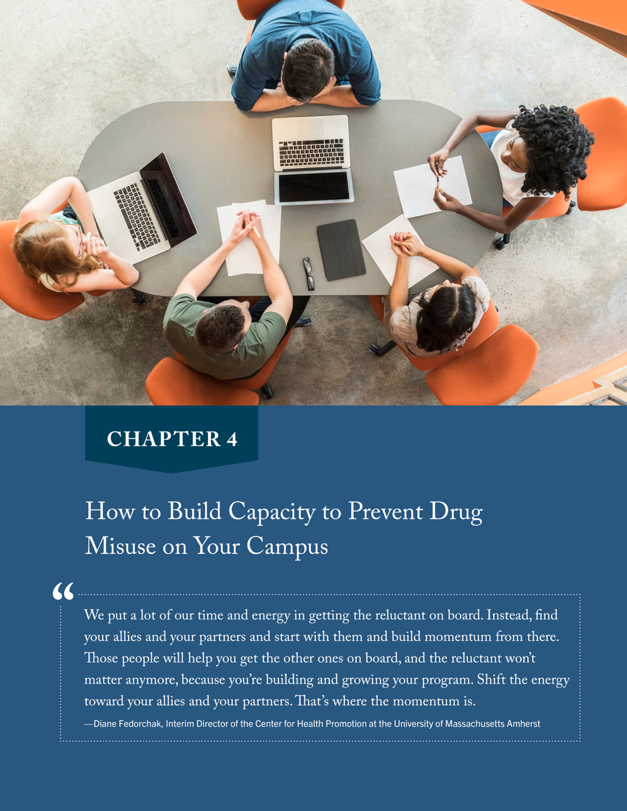 CHAPTER 4
How to Build Capacity to Prevent Drug
Misuse on Your Campus
“
We put a lot of our time and energy in getting the reluctant on board. Instead, find
your allies and your partners and start with them and build momentum from there.
Those people will help you get the other ones on board, and the reluctant won’t
matter anymore, because you’re building and growing your program. Shift the energy
toward your allies and your partners. That’s where the momentum is.
—Diane Fedorchak, Interim Director of the Center for Health Promotion at the University of Massachusetts Amherst